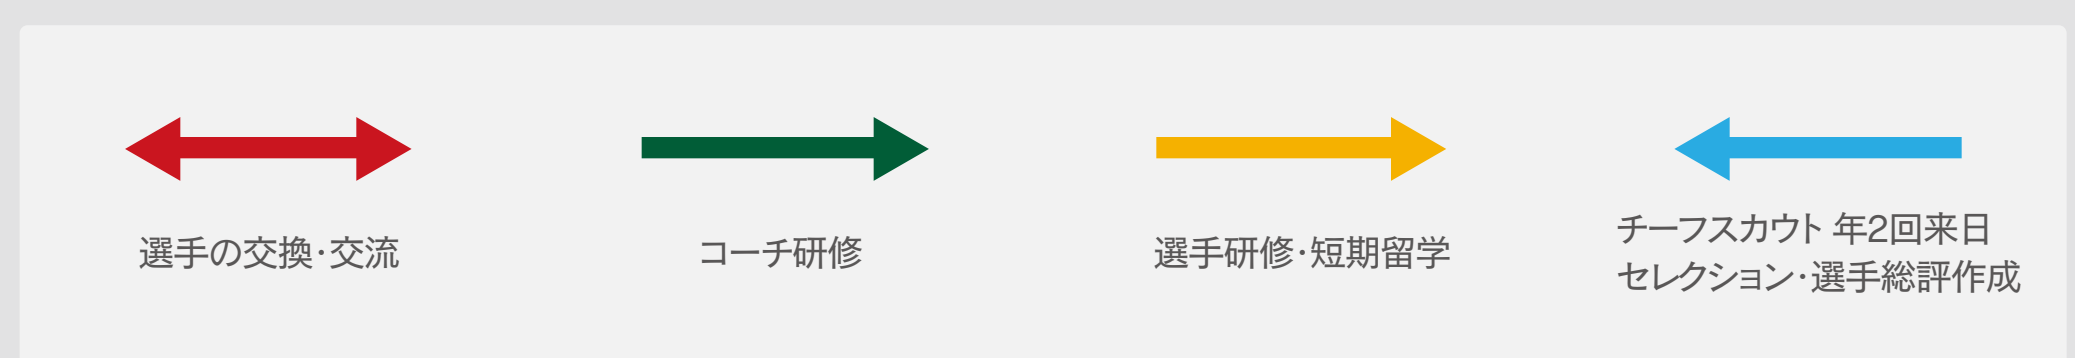 選手の交換・交流
コーチ研修
選手研修・短期留学
チーフスカウト 年2回来日
セレクション・選手総評作成